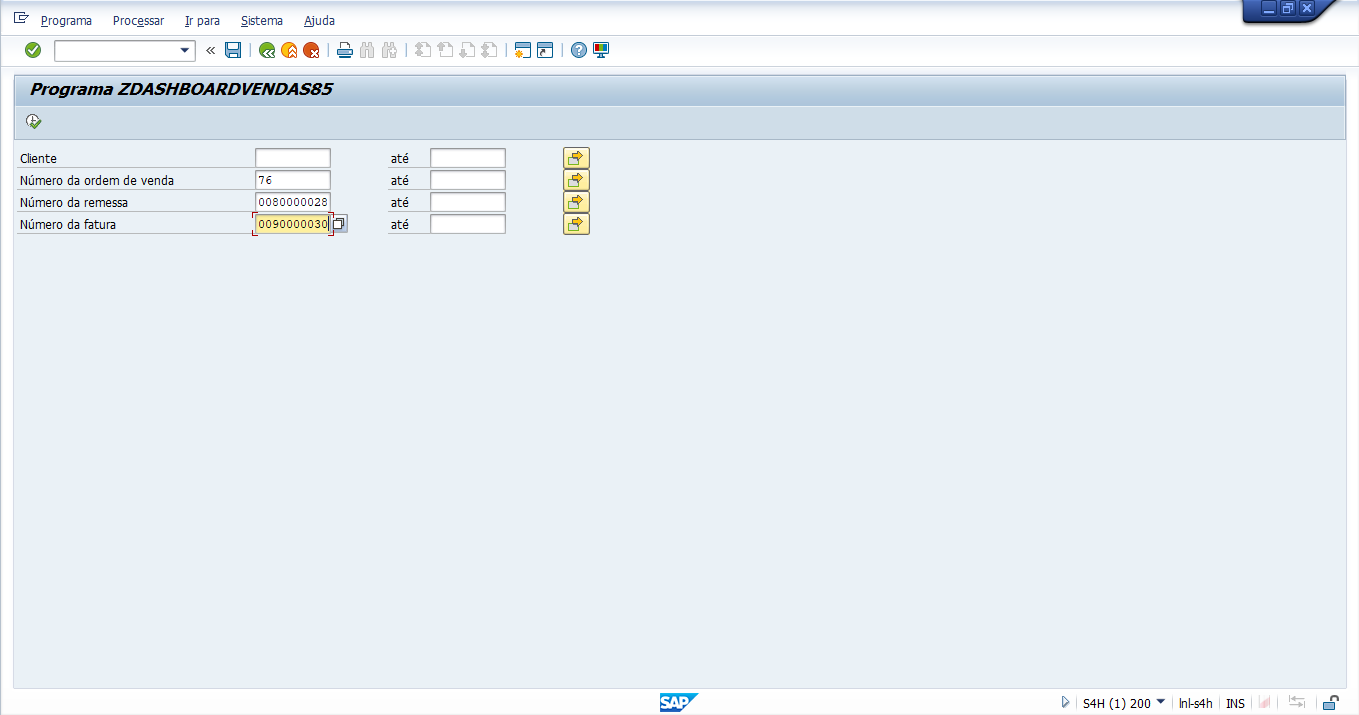 Programa Processar Ir para Sistema Ajuda
Programa ZDASHBOARDVENDAS85
Cliente até
Número da ordem de venda 76 até
Número da remessa 0080000028 até
Número da fatura 0090000030 até
SAP S4H (1) 200 lnl-s4h INS